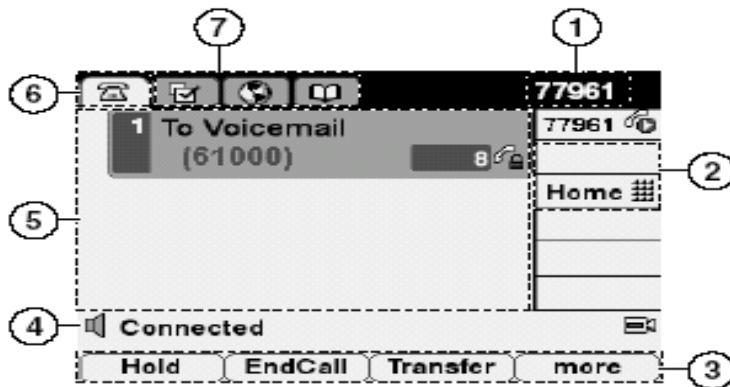 7 1
6 77961
1 To Voicemail 77961
(61000) 8
2
Home
5
4 Connected
Hold EndCall Transfer more 3